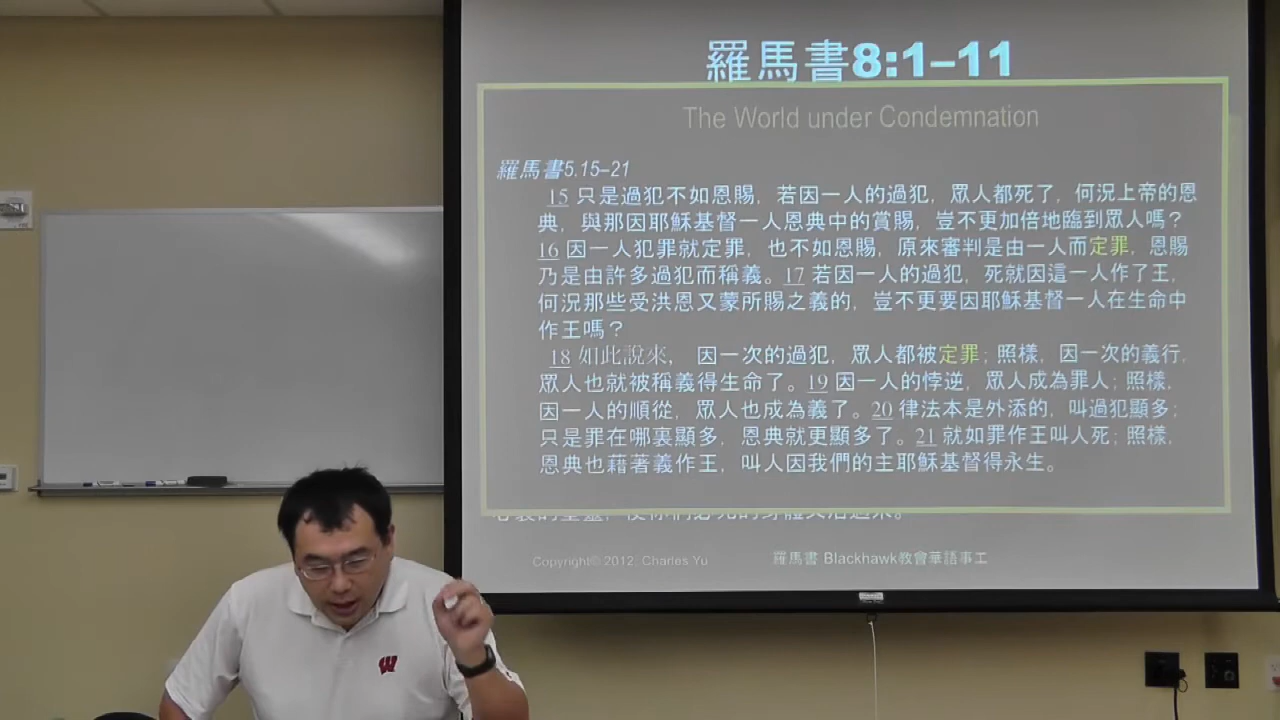 羅馬書8:1–11
The World under Condemnation
羅馬書5.15–21
15 只是過犯不如恩賜，若因一人的過犯，眾人都死了，何況上帝的恩
典，與那因耶穌基督一人恩典中的賞賜，豈不更加倍地臨到眾人嗎？
16 因一人犯罪就定罪，也不如恩賜，原來審判是由一人而定罪，恩賜
乃是由許多過犯而稱義。17 若因一人的過犯，死就因這一人作了王，
何況那些受洪恩又蒙所賜之義的，豈不更要因耶穌基督一人在生命中
作王嗎？
18 如此說來， 因一次的過犯，眾人都被定罪；照樣，因一次的義行，
眾人也就被稱義得生命了。19 因一人的悖逆，眾人成為罪人；照樣，
因一人的順從，眾人也成為義了。20 律法本是外添的，叫過犯顯多；
只是罪在哪裏顯多，恩典就更顯多了。21 就如罪作王叫人死；照樣，
恩典也藉著義作王，叫人因我們的主耶穌基督得永生。
Copyright© 2012, Charles Yu
羅馬書 Blackhawk教會華語事工
W